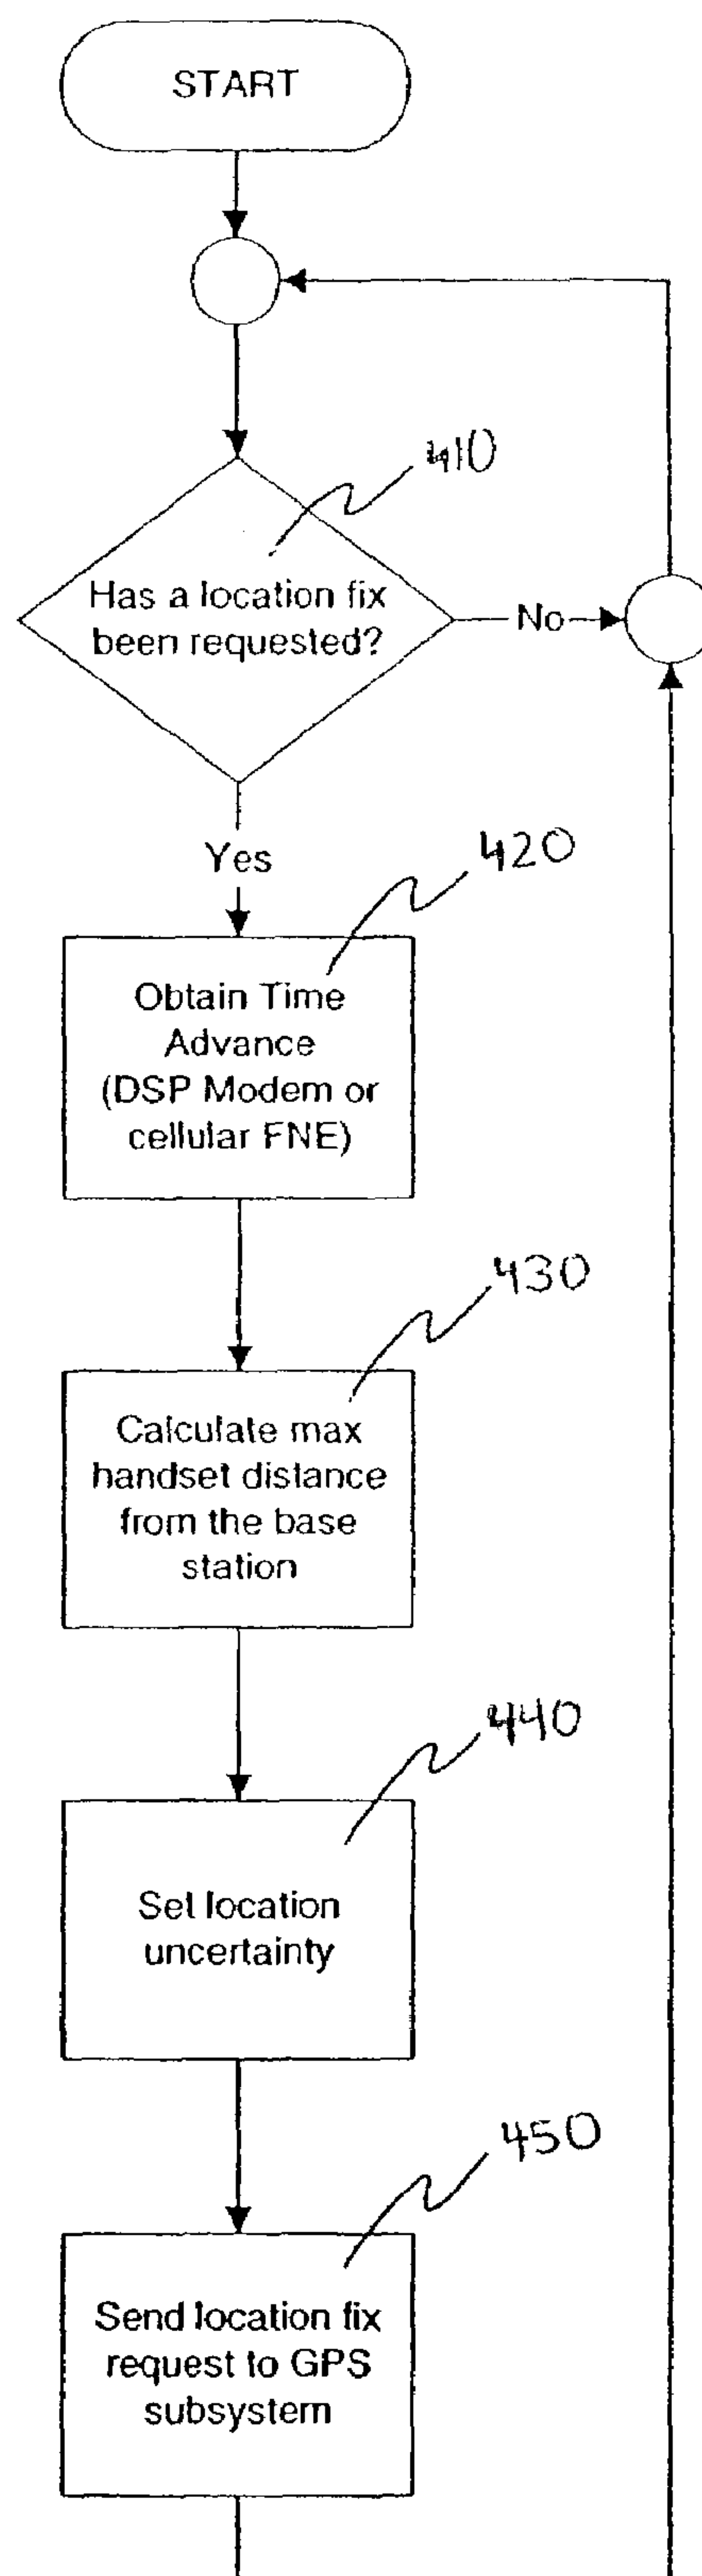 START
410
Has a location fix
been requested?
No
Yes
420
Obtain Time
Advance
(DSP Modem or
cellular FNE)
430
Calculate max
handset distance
from the base
station
440
Set location
uncertainty
450
Send location fix
request to GPS
subsystem